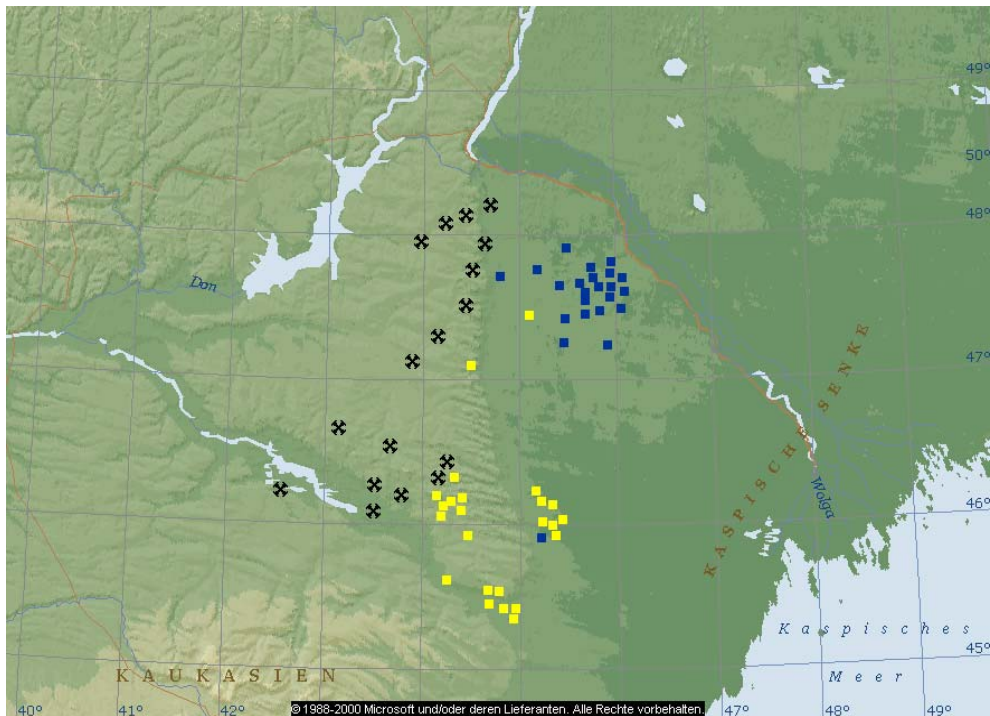 49°
50°
48°
Don
47°
KASPISCHE SENKE
46°
Wolga
Kaspisches
45°
KAUKASIEN
Meer
40° 41° 42° © 1988-2000 Microsoft und/oder deren Lieferanten. Alle Rechte vorbehalten. 47° 48° 49°